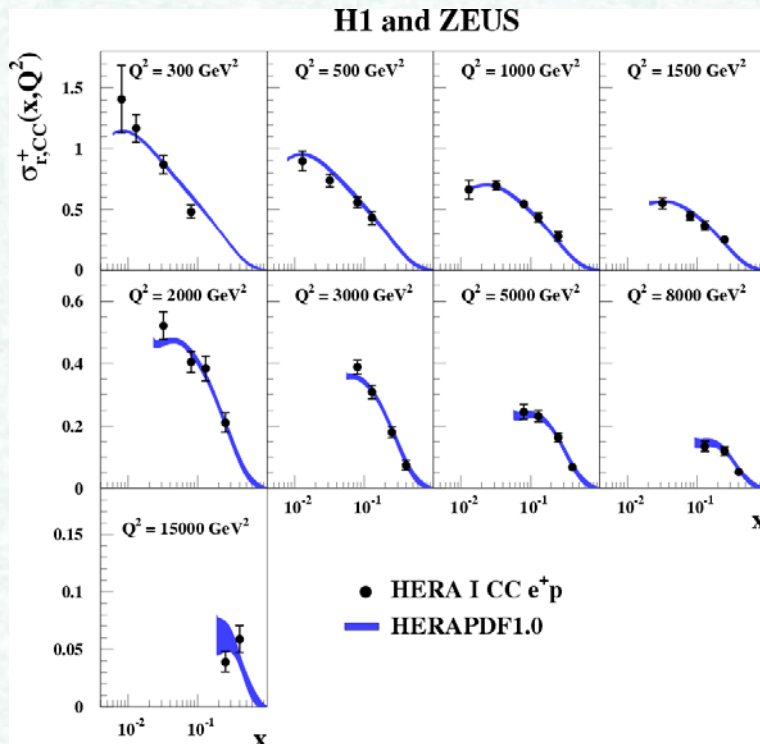 H1 and ZEUS
σ⁺r,CC(x,Q²)
Q² = 300 GeV²
Q² = 500 GeV²
Q² = 1000 GeV²
Q² = 1500 GeV²
1.5
1
0.5
0
Q² = 2000 GeV²
Q² = 3000 GeV²
Q² = 5000 GeV²
Q² = 8000 GeV²
0.6
0.4
0.2
0
10⁻² 10⁻¹ 10⁻² 10⁻¹ 10⁻² 10⁻¹ x
Q² = 15000 GeV²
0.15
0.1
0.05
0
10⁻² 10⁻¹ x
HERA I CC e⁺p
HERAPDF1.0